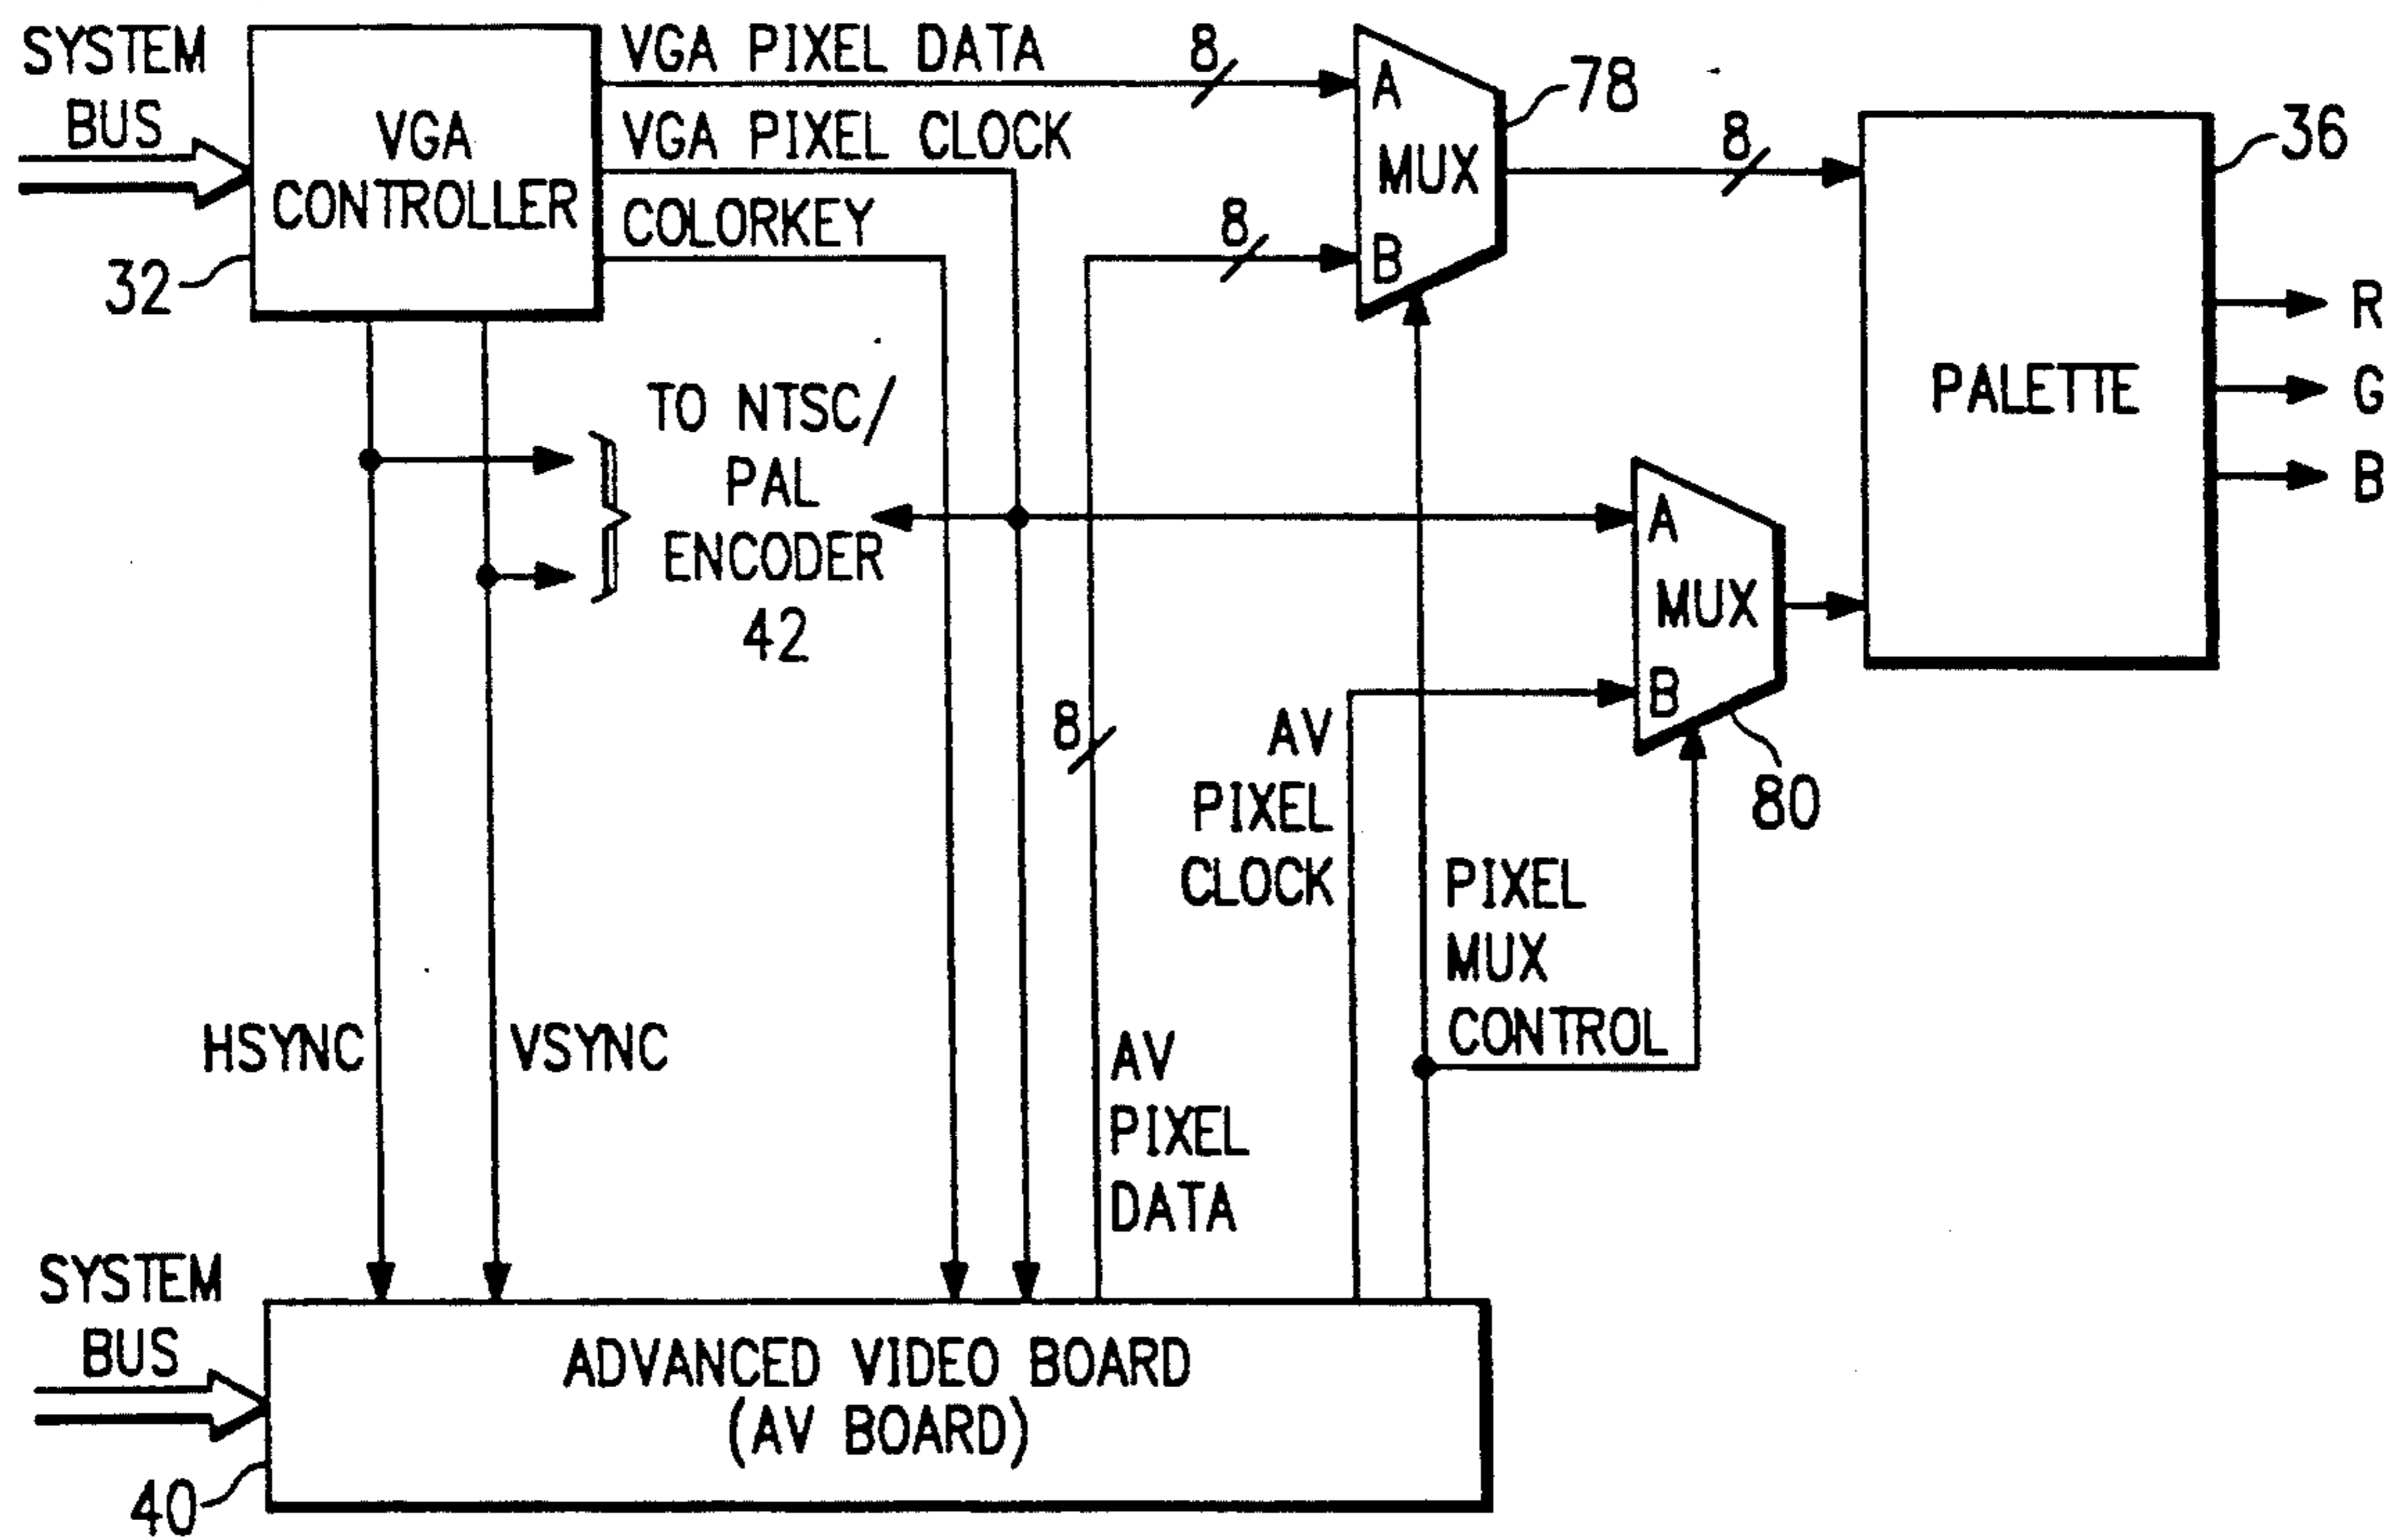 SYSTEM
BUS
VGA
CONTROLLER
32
VGA PIXEL DATA
VGA PIXEL CLOCK
COLORKEY
8
8
A
MUX
B
78
8
36
PALETTE
R
G
B
TO NTSC/
PAL
ENCODER
42
A
MUX
B
80
8
AV
PIXEL
CLOCK
PIXEL
MUX
CONTROL
HSYNC
VSYNC
AV
PIXEL
DATA
SYSTEM
BUS
ADVANCED VIDEO BOARD
(AV BOARD)
40